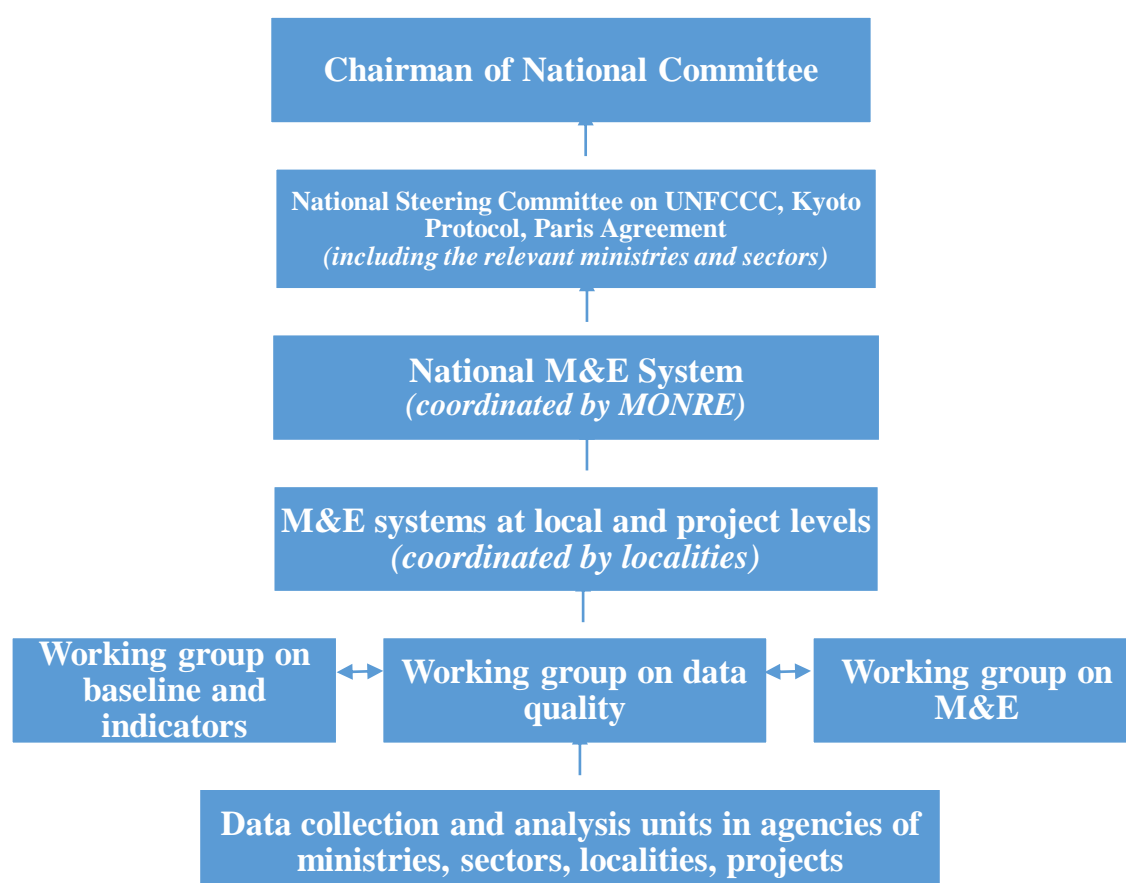 Chairman of National Committee
National Steering Committee on UNFCCC, Kyoto
Protocol, Paris Agreement
(including the relevant ministries and sectors)
National M&E System
(coordinated by MONRE)
M&E systems at local and project levels
(coordinated by localities)
Working group on
baseline and
indicators
Working group on data
quality
Working group on
M&E
Data collection and analysis units in agencies of
ministries, sectors, localities, projects